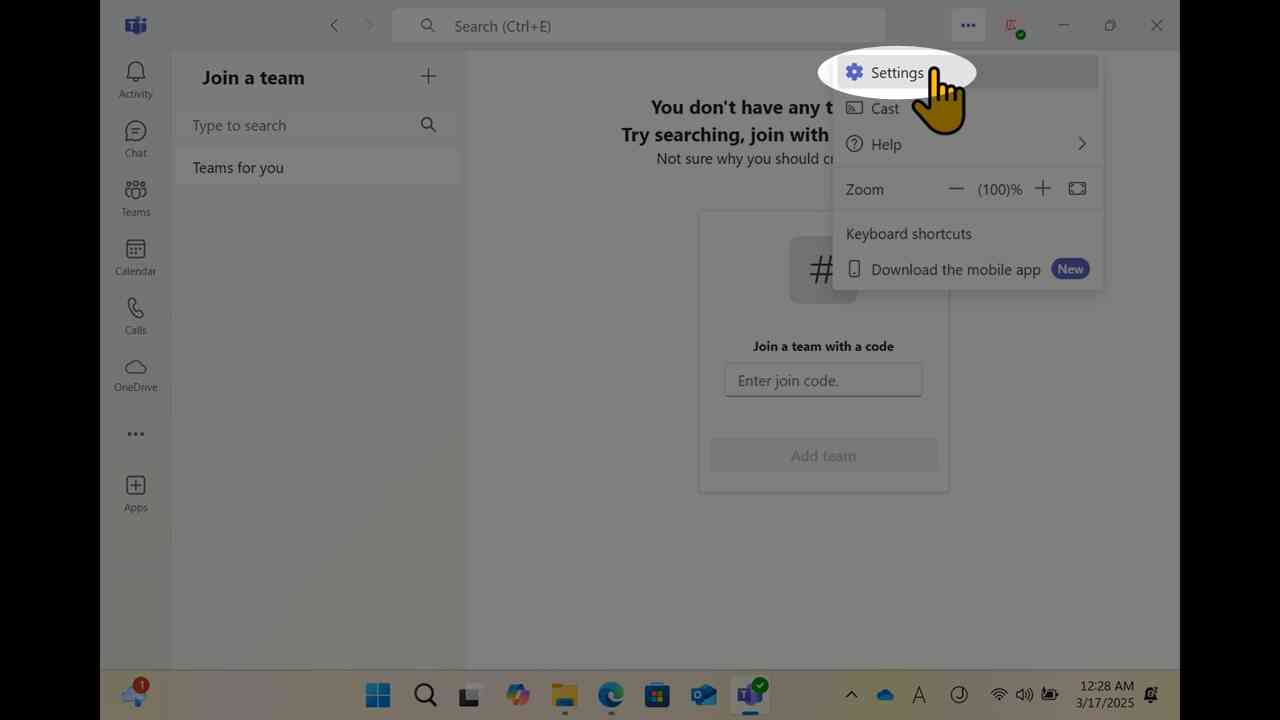 Search (Ctrl+E)
Activity
Chat
Teams
Calendar
Calls
OneDrive
Apps
Join a team
Type to search
Teams for you
You don't have any t
Try searching, join with
Not sure why you should cr
#
Join a team with a code
Enter join code.
Add team
Settings
Cast
Help
Zoom
(100)%
Keyboard shortcuts
Download the mobile app New
1
A
12:28 AM
3/17/2025